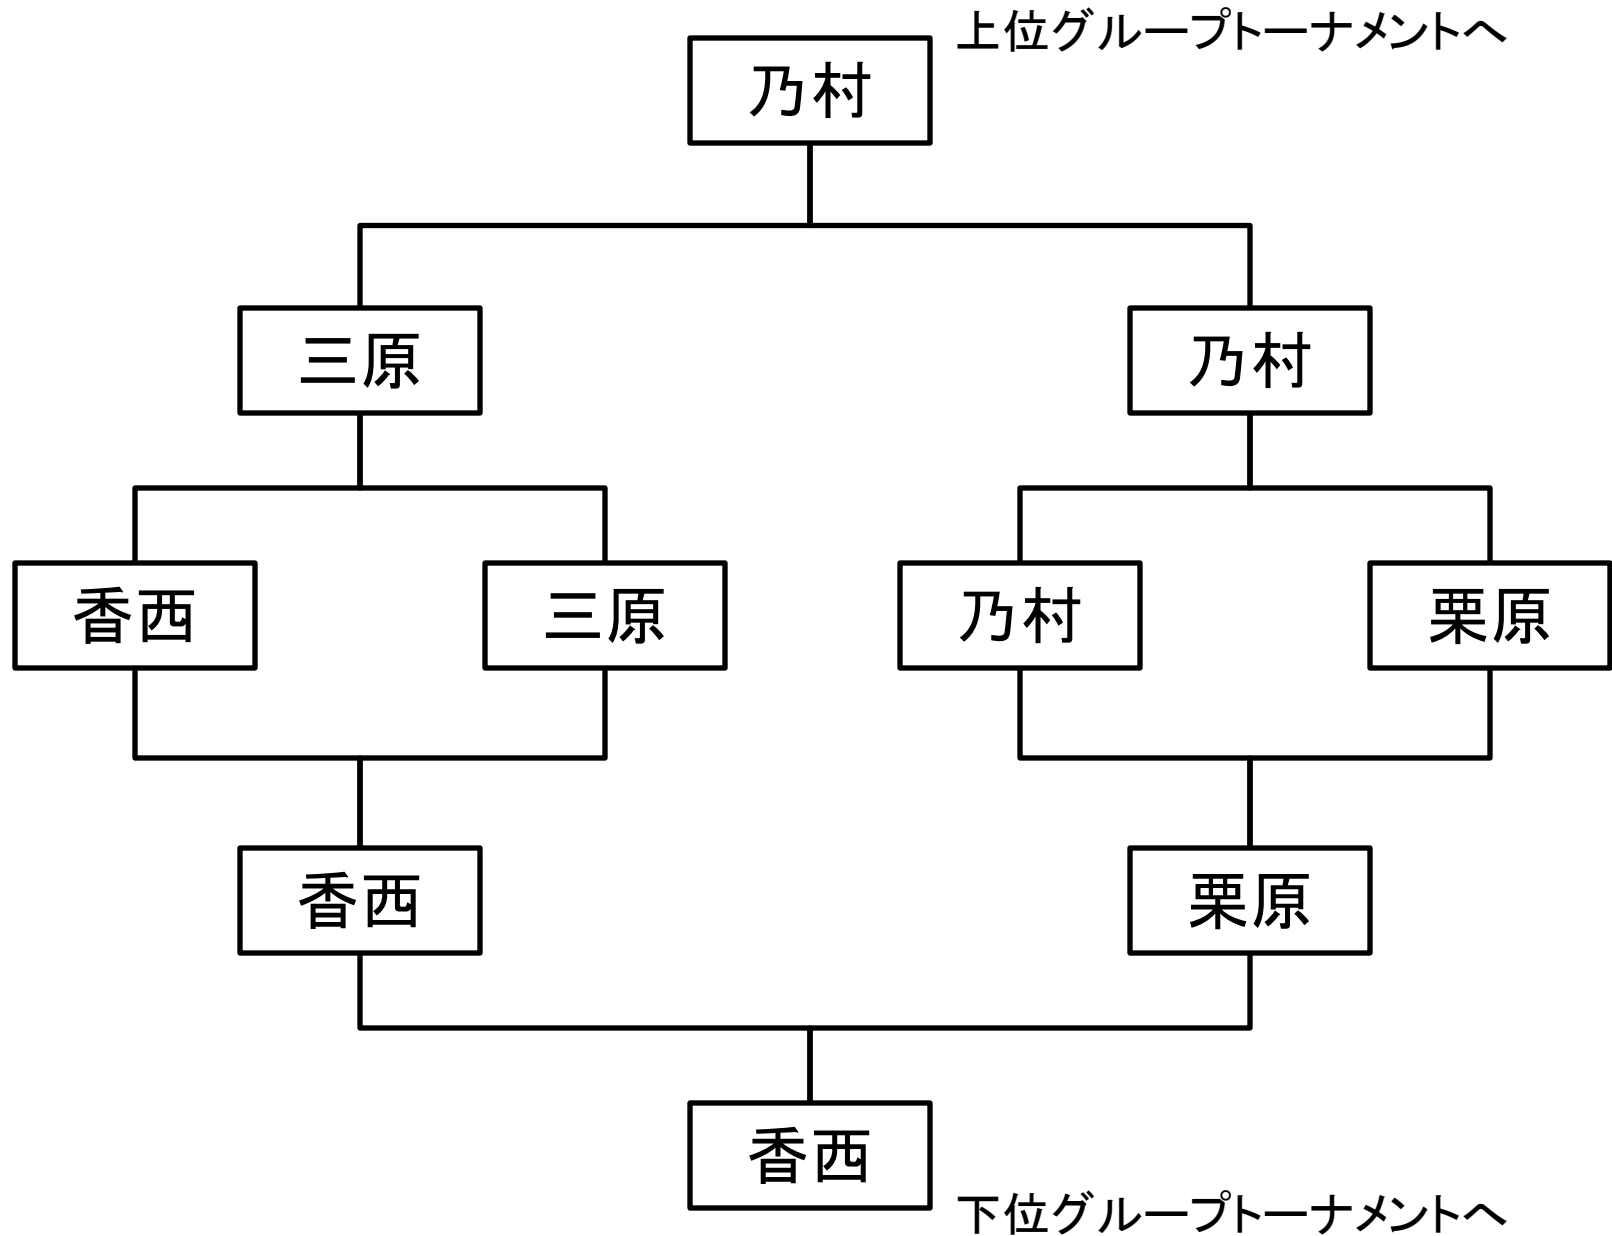 上位グループトーナメントへ
乃村
三原
乃村
香西
三原
乃村
栗原
香西
栗原
香西
下位グループトーナメントへ